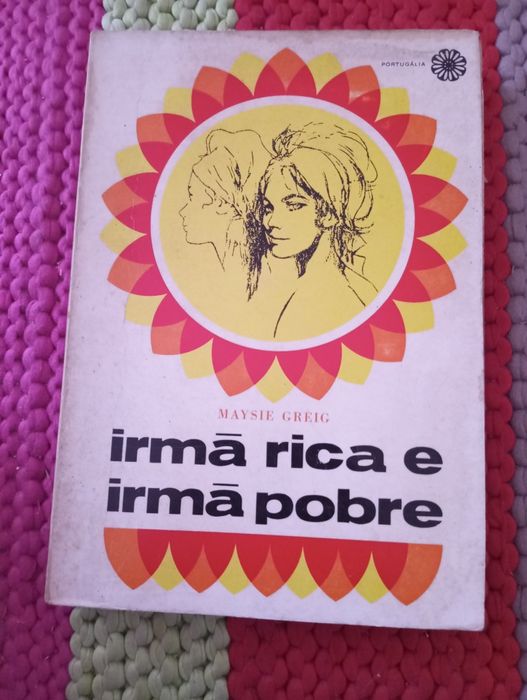 PORTUGÁLIA
MAYSIE GREIG
irmã rica e
irmã pobre